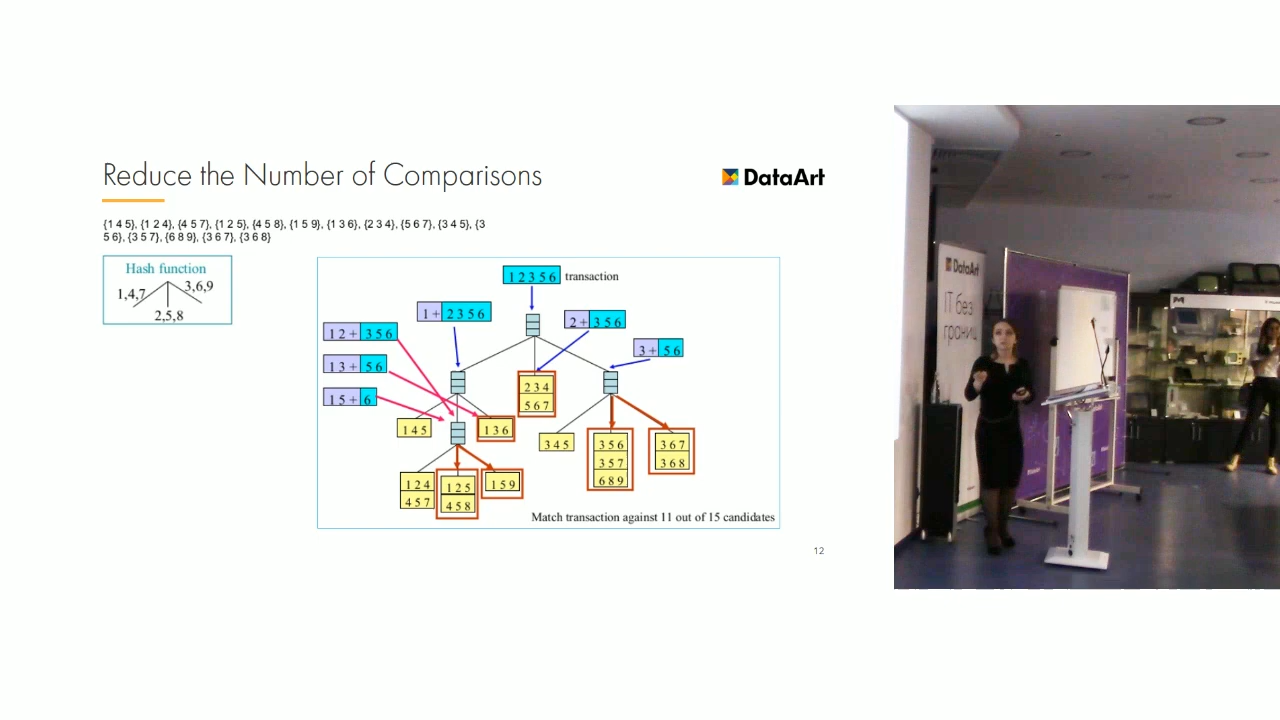 Reduce the Number of Comparisons
DataArt
{1 4 5}, {1 2 4}, {4 5 7}, {1 2 5}, {4 5 8}, {1 5 9}, {1 3 6}, {2 3 4}, {5 6 7}, {3 4 5}, {3
5 6}, {3 5 7}, {6 8 9}, {3 6 7}, {3 6 8}
Hash function
1,4,7
3,6,9
2,5,8
1 2 3 5 6 transaction
1 + 2 3 5 6
2 + 3 5 6
1 2 + 3 5 6
3 + 5 6
1 3 + 5 6
1 5 + 6
2 3 4
5 6 7
1 4 5
1 3 6
3 4 5
3 5 6
3 5 7
6 8 9
3 6 7
3 6 8
1 2 4
4 5 7
1 2 5
4 5 8
1 5 9
Match transaction against 11 out of 15 candidates
12
DataArt
IT без
границ